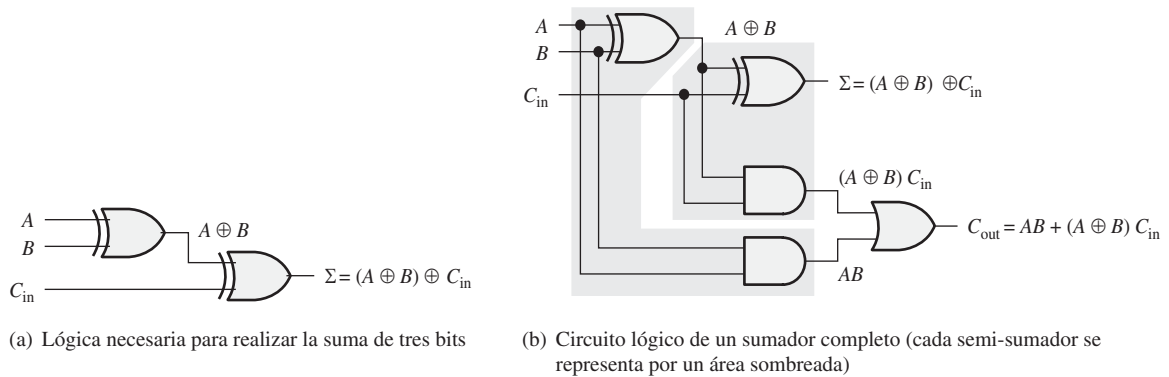 A
B
C_in
A ⊕ B
Σ = (A ⊕ B) ⊕ C_in
(a) Lógica necesaria para realizar la suma de tres bits
A
B
C_in
A ⊕ B
Σ = (A ⊕ B) ⊕C_in
(A ⊕ B) C_in
AB
C_out = AB + (A ⊕ B) C_in
(b) Circuito lógico de un sumador completo (cada semi-sumador se
representa por un área sombreada)